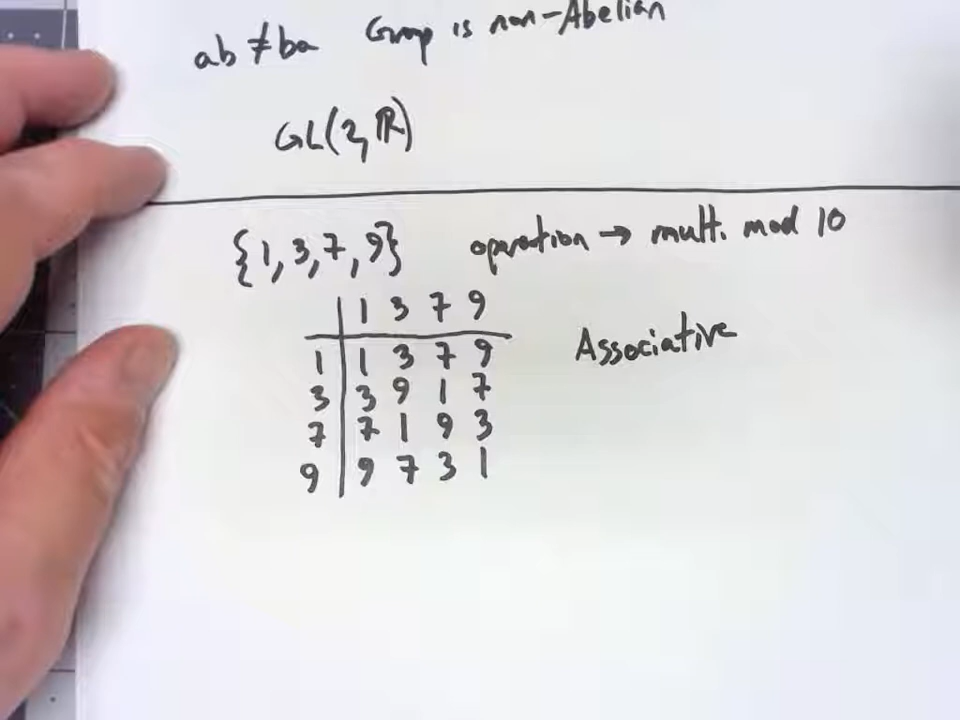 ab ≠ ba Group is non-Abelian
GL(2, ℝ)
{1, 3, 7, 9} operation → mult. mod 10
1 3 7 9
1 1 3 7 9 Associative
3 3 9 1 7
7 7 1 9 3
9 9 7 3 1